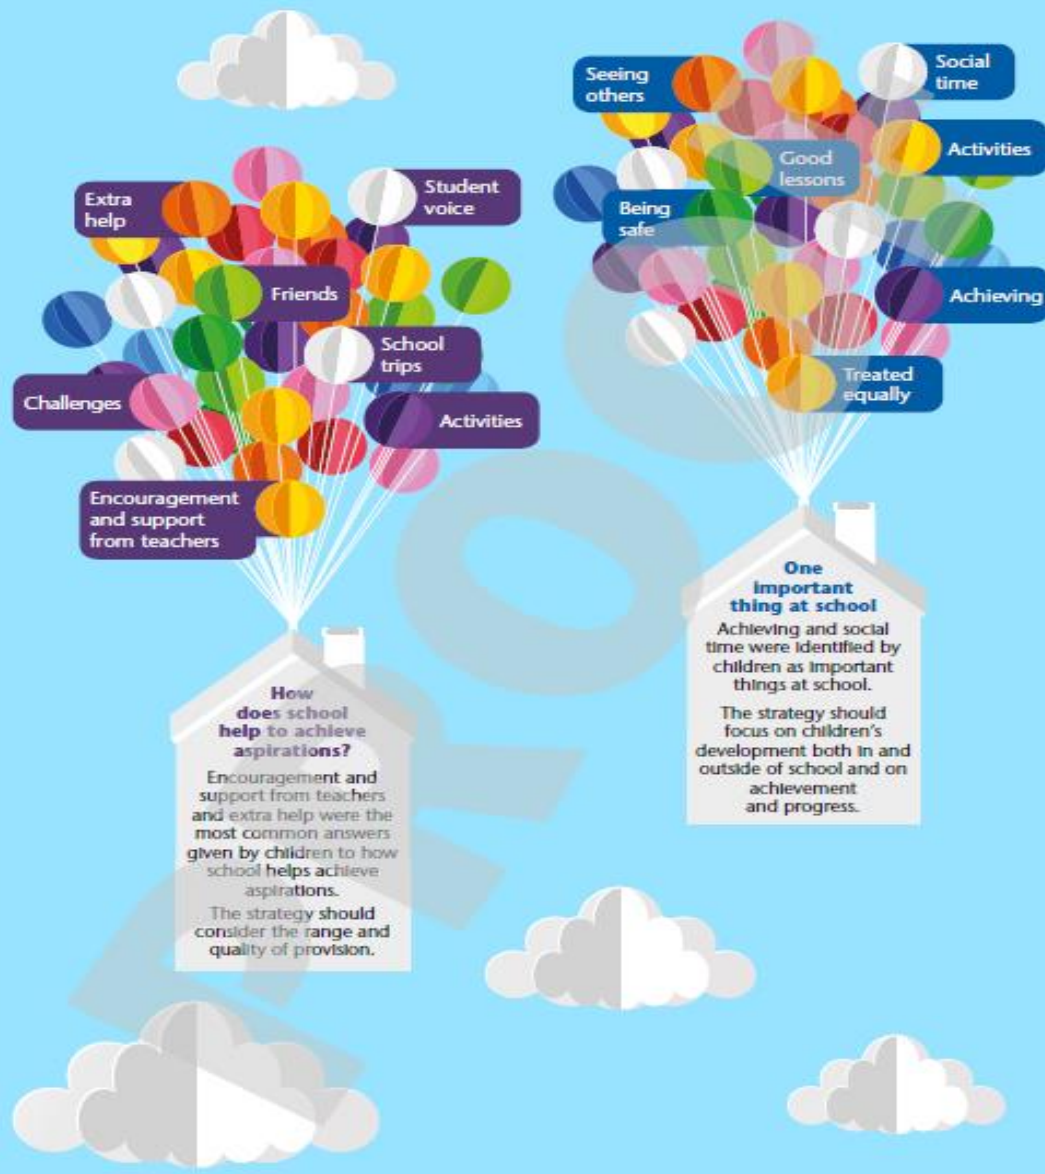 Extra
help
Student
voice
Friends
School
trips
Challenges
Activities
Encouragement
and support
from teachers
How
does school
help to achieve
aspirations?
Encouragement and
support from teachers
and extra help were the
most common answers
given by children to how
school helps achieve
aspirations.
The strategy should
consider the range and
quality of provision.
Seeing
others
Social
time
Good
lessons
Activities
Being
safe
Achieving
Treated
equally
One
important
thing at school
Achieving and social
time were identified by
children as important
things at school.
The strategy should
focus on children's
development both in and
outside of school and on
achievement
and progress.